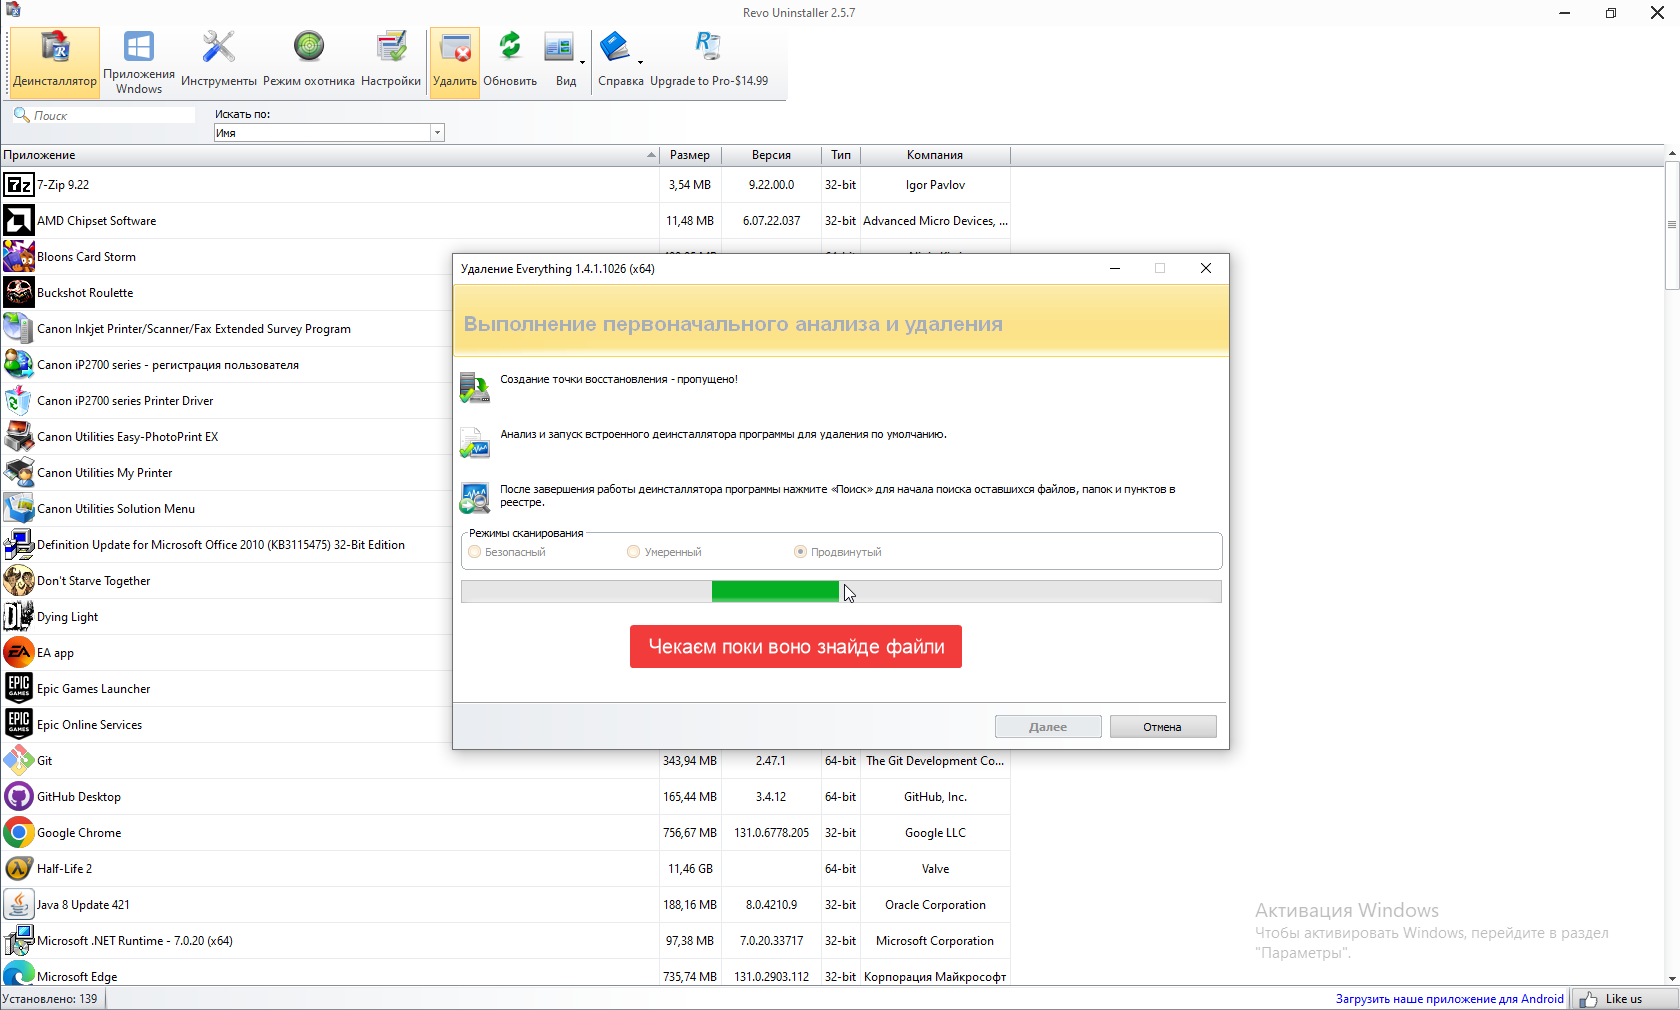 Revo Uninstaller 2.5.7
Деинсталлятор
Приложения
Wndows
Инструменты
Режим охотника
Настройки
Удалить
Обновить
Вид
Справка
Upgrade to Pro-$14.99
Поиск
Искать по:
Имя
Приложение Размер Версия Тип Компания
7-Zip 9.22 3,54 MB 9.22.00.0 32-bit Igor Pavlov
AMD Chipset Software 11,48 MB 6.07.22.037 32-bit Advanced Micro Devices, ...
Bloons Card Storm
Buckshot Roulette
Canon Inkjet Printer/Scanner/Fax Extended Survey Program
Canon iP2700 series - регистрация пользователя
Canon iP2700 series Printer Driver
Canon Utilities Easy-PhotoPrint EX
Canon Utilities My Printer
Canon Utilities Solution Menu
Definition Update for Microsoft Office 2010 (KB3115475) 32-Bit Edition
Don't Starve Together
Dying Light
EA app
Epic Games Launcher
Epic Online Services
Удаление Everything 1.4.1.1026 (x64)
Выполнение первоначального анализа и удаления
Создание точки восстановления - пропущено!
Анализ и запуск встроенного деинсталлятора программы для удаления по умолчанию.
После завершения работы деинсталлятора программы нажмите «Поиск» для начала поиска оставшихся файлов, папок и пунктов в
реестре.
Режимы сканирования
Безопасный Умеренный Продвинутый
Чекаєм поки воно знайде файли
Далее Отмена
Git 343,94 MB 2.47.1 64-bit The Git Development Co...
GitHub Desktop 165,44 MB 3.4.12 64-bit GitHub, Inc.
Google Chrome 756,67 MB 131.0.6778.205 32-bit Google LLC
Half-Life 2 11,46 GB 64-bit Valve
Java 8 Update 421 188,16 MB 8.0.4210.9 32-bit Oracle Corporation
Microsoft .NET Runtime - 7.0.20 (x64) 97,38 MB 7.0.20.33717 32-bit Microsoft Corporation
Microsoft Edge 735,74 MB 131.0.2903.112 32-bit Корпорация Майкрософт
Активация Windows
Чтобы активировать Windows, перейдите в раздел
"Параметры".
Установлено: 139
Загрузить наше приложение для Android
Like us